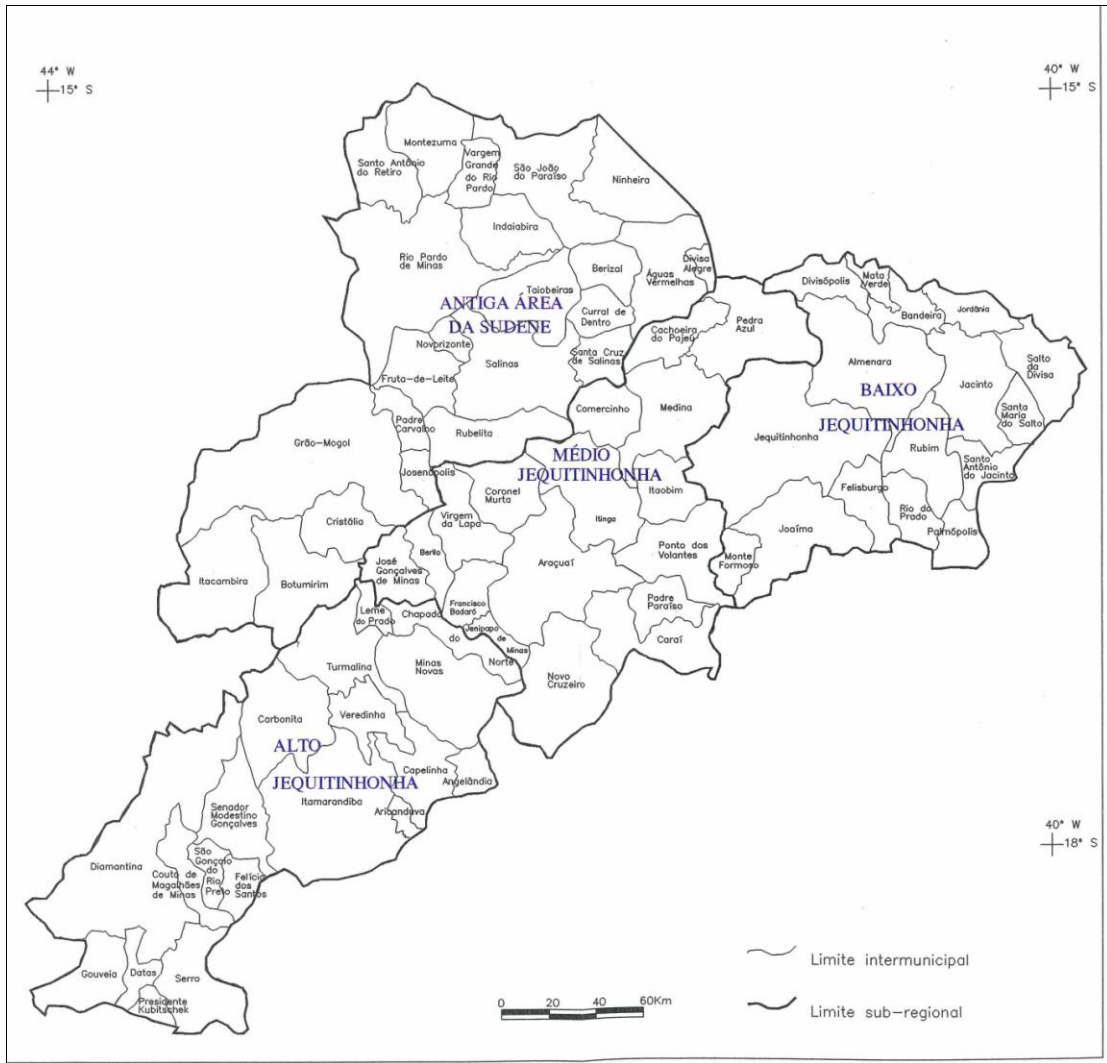 44° W
15° S
40° W
15° S
Montezuma
Vargem
Grande
do Rio
Pardo
Santo Antônio
do Retiro
São João
do Paraíso
Ninheira
Indaiabira
Rio Pardo
de Minas
Berizal
Águas
Vermelhas
Divisa
Alegre
Taiobeiras
ANTIGA ÁREA
DA SUDENE
Curral de
Dentro
Novorizonte
Salinas
Santa Cruz
de Salinas
Fruta-de-Leite
Cachoeira
do Pajeú
Pedra
Azul
Divisópolis
Mata
Verde
Bandeira
Jordânia
Almenara
BAIXO
JEQUITINHONHA
Jacinto
Salto
da
Divisa
Santa
Maria
do Salto
Jequitinhonha
Rubim
Santo
Antônio
do Jacinto
Felisburgo
Rio do
Prado
Palmópolis
Joaíma
Monte
Formoso
Comercinho
Medina
MÉDIO
JEQUITINHONHA
Padre
Carvalho
Rubelita
Grão-Mogol
Josenópolis
Coronel
Murta
Itaobim
Itinga
Virgem
da Lapa
Cristália
Berilo
José
Gonçalves
de Minas
Araçuaí
Ponto dos
Volantes
Itacambira
Botumirim
Francisco
Badaró
Padre
Paraíso
Leme
do Prado
Chapada
do
Norte
Jenipapo de
Minas
Caraí
Turmalina
Minas
Novas
Novo
Cruzeiro
Carbonita
Veredinha
ALTO
JEQUITINHONHA
Capelinha
Angelândia
Itamarandiba
Aricanduva
Senador
Modestino
Gonçalves
Diamantina
Couto de
Magalhães
de Minas
São
Gonçalo
do
Rio
Preto
Felício
dos
Santos
40° W
18° S
Gouveia
Datas
Serro
Presidente
Kubitschek
0 20 40 60Km
Limite intermunicipal
Limite sub-regional